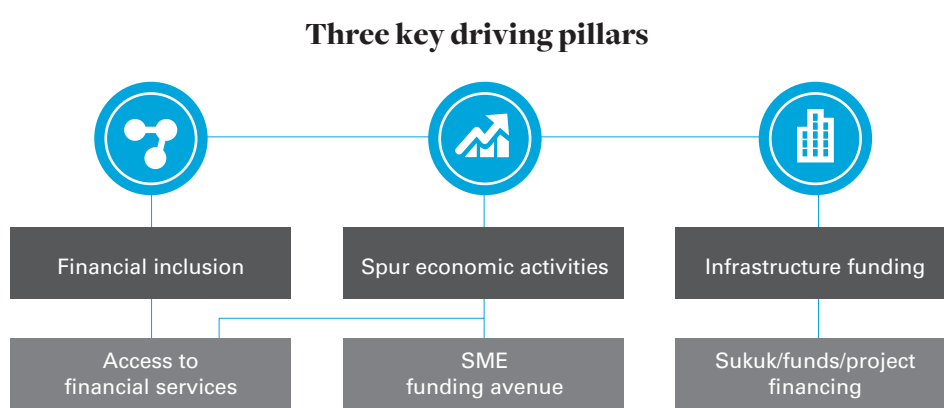 Three key driving pillars
Financial inclusion
Spur economic activities
Infrastructure funding
Access to
financial services
SME
funding avenue
Sukuk/funds/project
financing